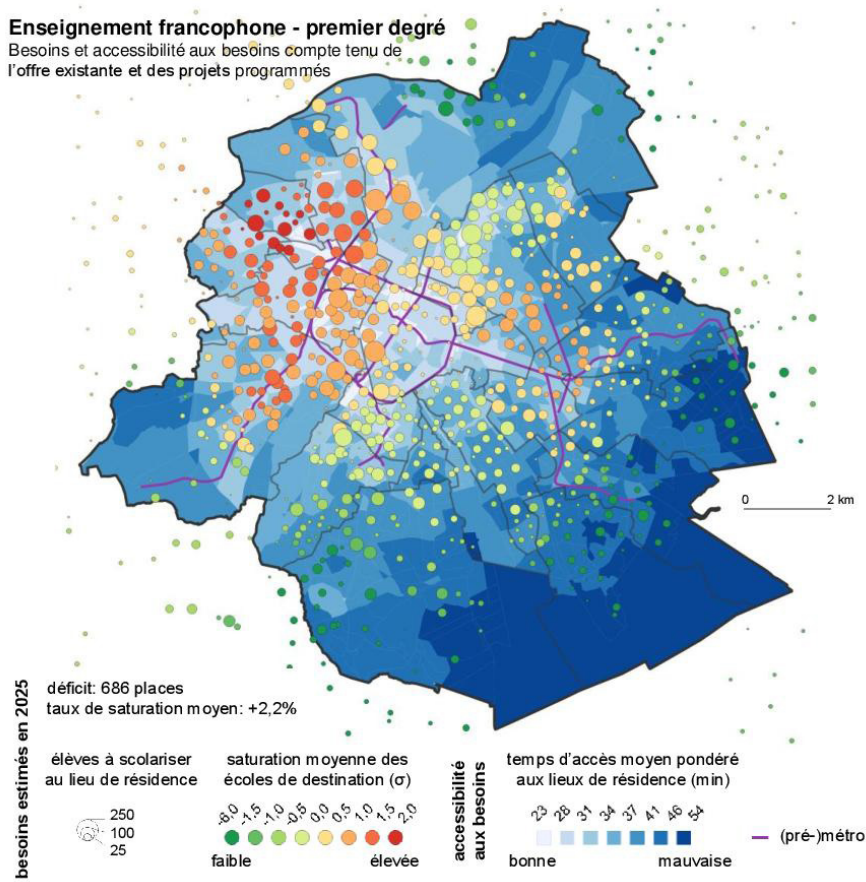 Enseignement francophone - premier degré
Besoins et accessibilité aux besoins compte tenu de
l'offre existante et des projets programmés
0 2 km
besoins estimés en 2025
déficit: 686 places
taux de saturation moyen: +2,2%
élèves à scolariser
au lieu de résidence
250
100
25
saturation moyenne des
écoles de destination (σ)
-8,0 -1,5 -1,0 -0,5 0,0 0,5 1,0 1,5 2,0
faible élevée
accessibilité
aux besoins
temps d'accès moyen pondéré
aux lieux de résidence (min)
23 28 31 34 37 41 46 54
bonne mauvaise
(pré-)métro